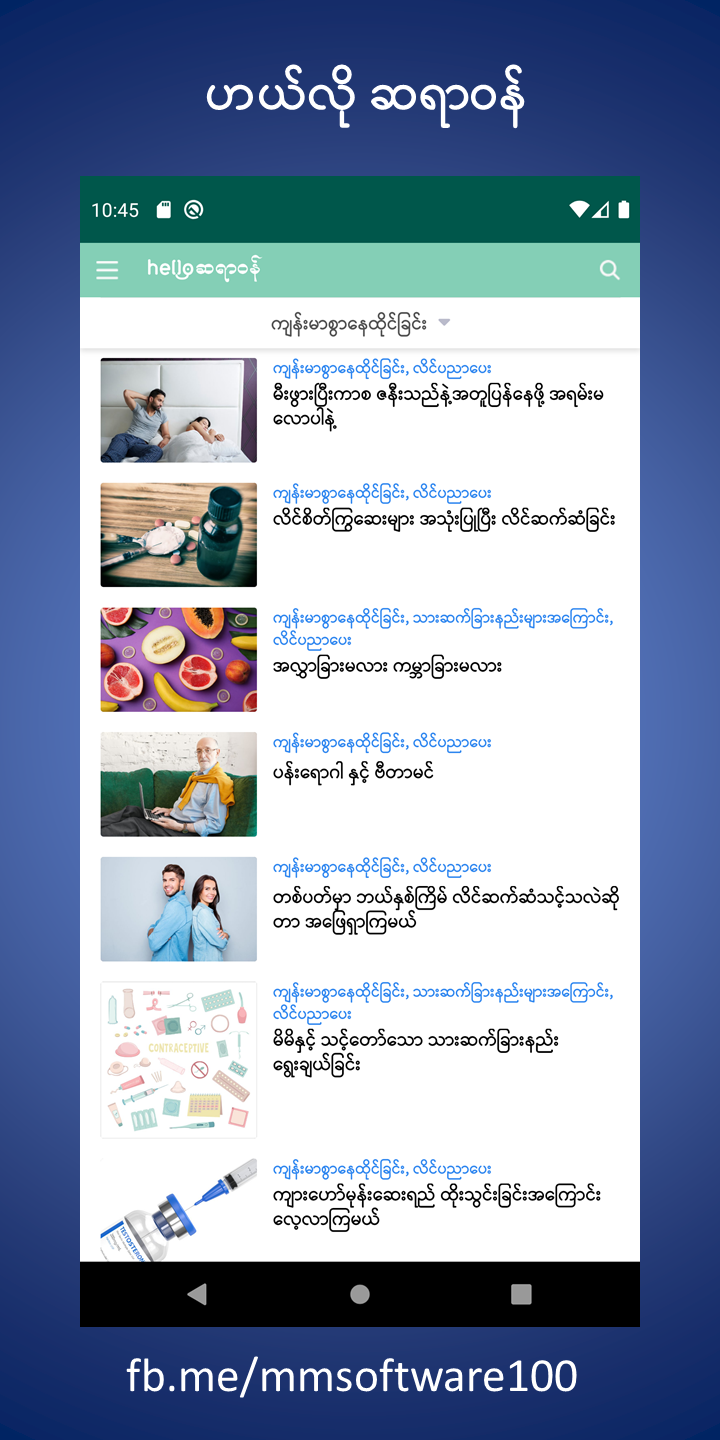 ဟယ်လို ဆရာဝန်
10:45
helloဆရာဝန်
ကျန်းမာစွာနေထိုင်ခြင်း
ကျန်းမာစွာနေထိုင်ခြင်း, လိင်ပညာပေး
မီးဖွားပြီးကာစ ဇနီးသည်နဲ့အတူပြန်နေဖို့ အရမ်းမ
လောပါနဲ့
ကျန်းမာစွာနေထိုင်ခြင်း, လိင်ပညာပေး
လိင်စိတ်ကြွဆေးများ အသုံးပြုပြီး လိင်ဆက်ဆံခြင်း
ကျန်းမာစွာနေထိုင်ခြင်း, သားဆက်ခြားနည်းများအကြောင်း,
လိင်ပညာပေး
အလွှာခြားမလား ကမ္ဘာခြားမလား
ကျန်းမာစွာနေထိုင်ခြင်း, လိင်ပညာပေး
ပန်းရောဂါ နှင့် ဗီတာမင်
ကျန်းမာစွာနေထိုင်ခြင်း, လိင်ပညာပေး
တစ်ပတ်မှာ ဘယ်နှစ်ကြိမ် လိင်ဆက်ဆံသင့်သလဲဆို
တာ အဖြေရှာကြမယ်
ကျန်းမာစွာနေထိုင်ခြင်း, သားဆက်ခြားနည်းများအကြောင်း,
လိင်ပညာပေး
မိမိနှင့် သင့်တော်သော သားဆက်ခြားနည်း
ရွေးချယ်ခြင်း
CONTRACEPTIVE
ကျန်းမာစွာနေထိုင်ခြင်း, လိင်ပညာပေး
ကျားဟော်မုန်းဆေးရည် ထိုးသွင်းခြင်းအကြောင်း
လေ့လာကြမယ်
TESTOSTERONE
fb.me/mmsoftware100